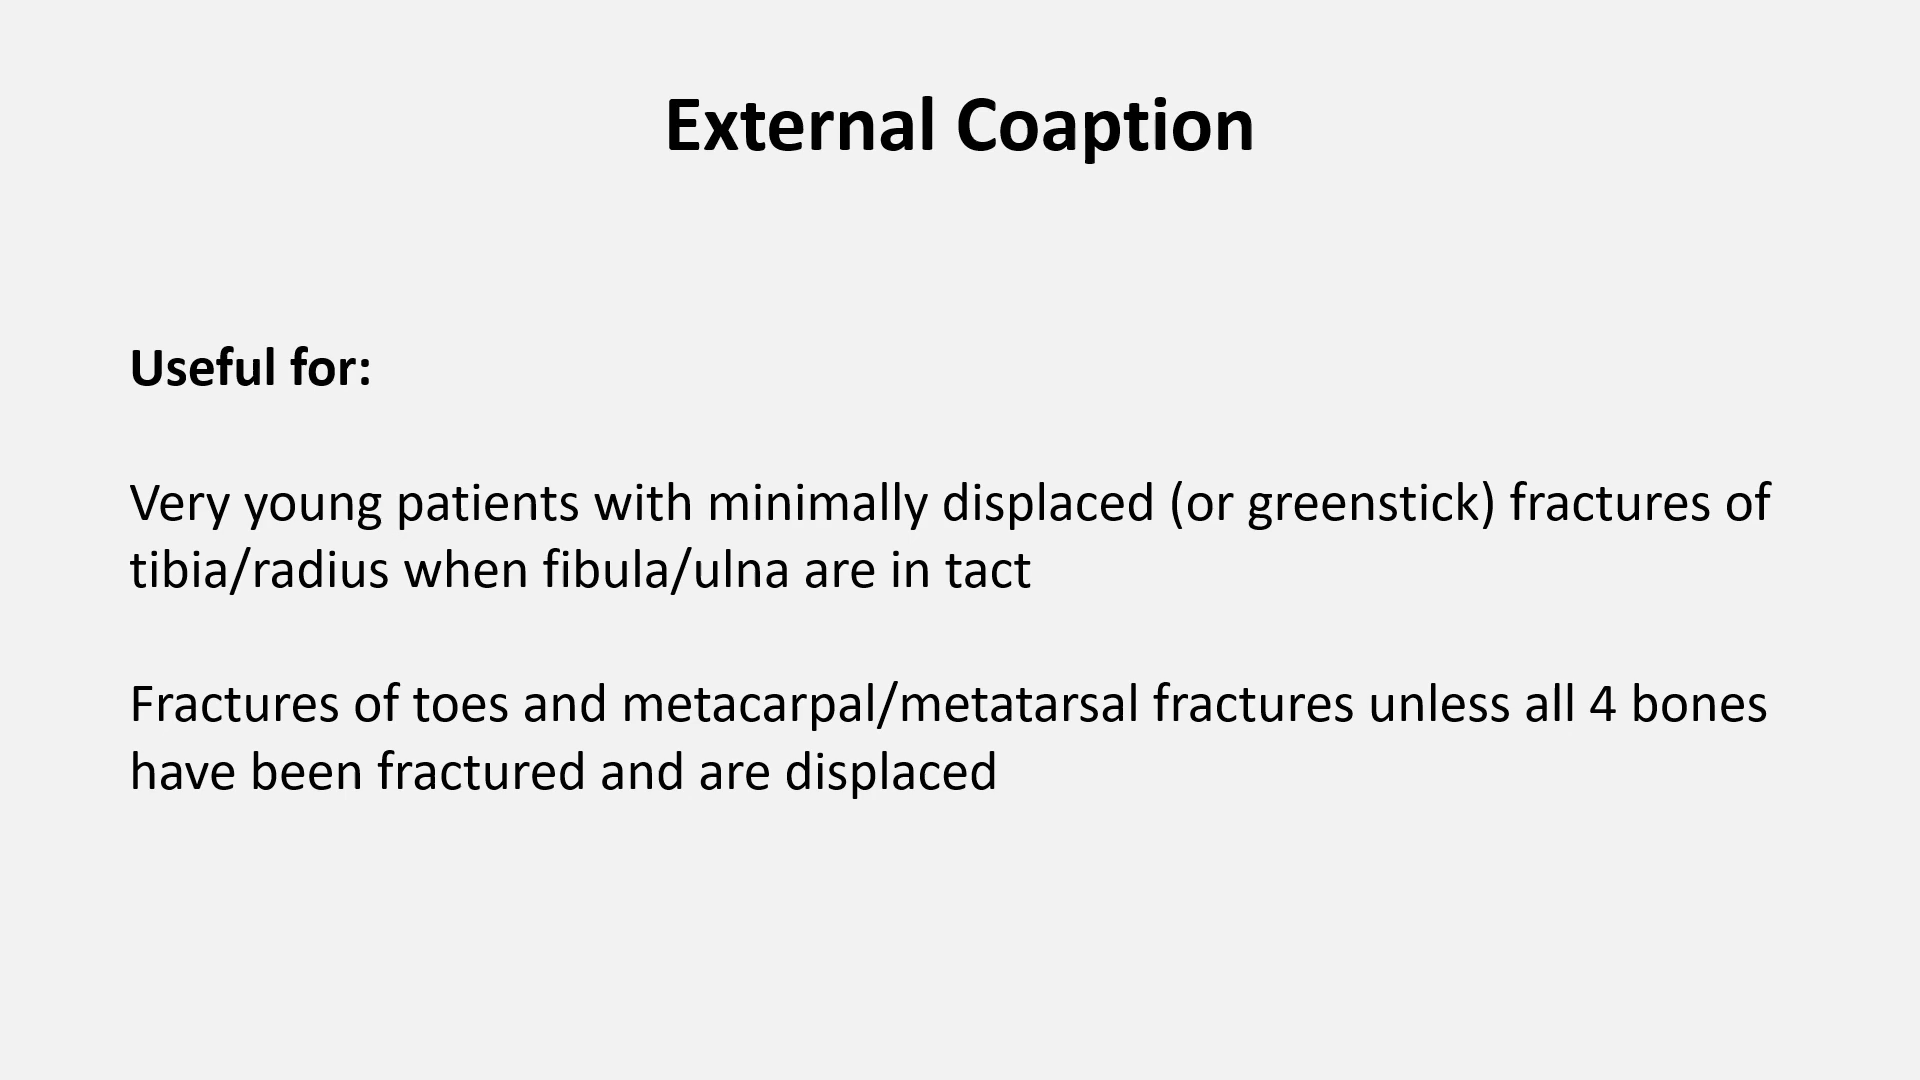 External Coaption
Useful for:
Very young patients with minimally displaced (or greenstick) fractures of
tibia/radius when fibula/ulna are in tact
Fractures of toes and metacarpal/metatarsal fractures unless all 4 bones
have been fractured and are displaced